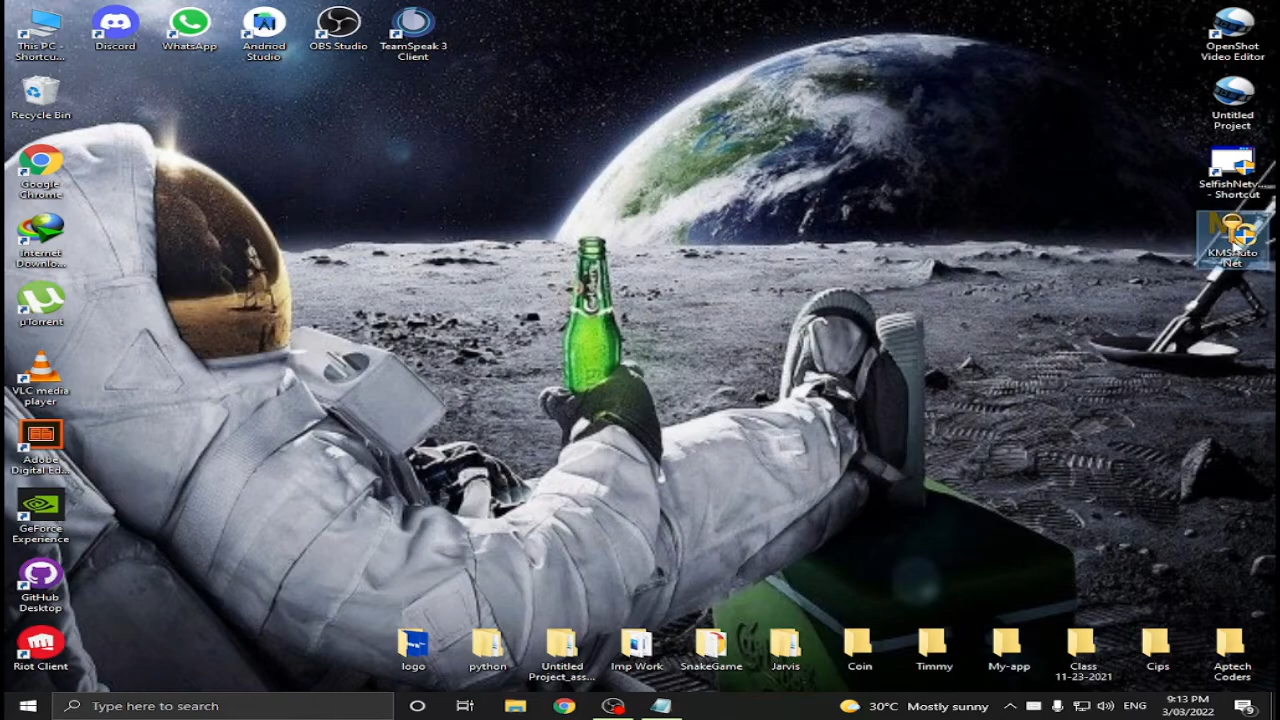 This PC -
Shortcu...
Discord
WhatsApp
Android
Studio
OBS Studio
TeamSpeak 3
Client
OpenShot
Video Editor
Recycle Bin
Untitled
Project
Google
Chrome
SelfishNetv...
- Shortcut
Internet
Downlo...
KMSAuto
Net
µTorrent
VLC media
player
Adobe
Digital Ed...
GeForce
Experience
GitHub
Desktop
Riot Client
logo
python
Untitled
Project_ass...
Imp Work
SnakeGame
Jarvis
Coin
Timmy
My-app
Class
11-23-2021
Cips
Aptech
Coders
Type here to search
30°C Mostly sunny
ENG
9:13 PM
3/03/2022
9